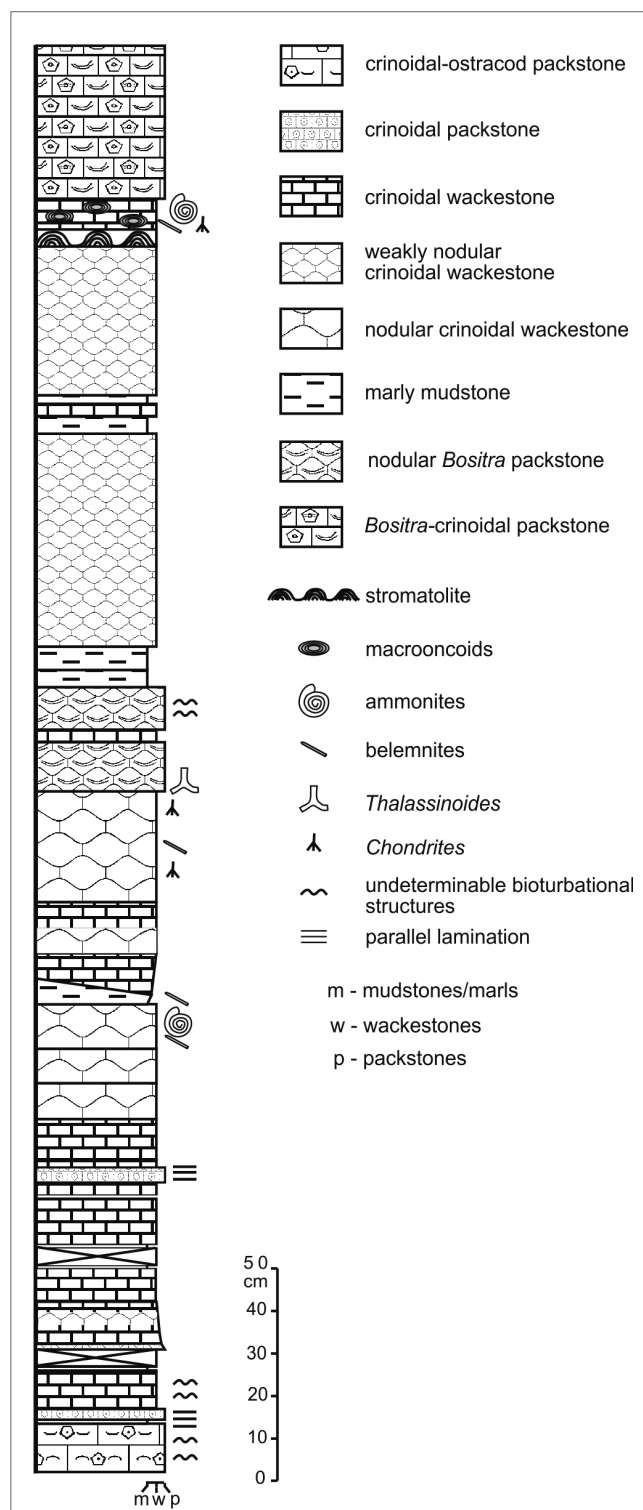 crinoidal-ostracod packstone
crinoidal packstone
crinoidal wackestone
weakly nodular
crinoidal wackestone
nodular crinoidal wackestone
marly mudstone
nodular Bositra packstone
Bositra-crinoidal packstone
stromatolite
macrooncoids
ammonites
belemnites
Thalassinoides
Chondrites
undeterminable bioturbational
structures
parallel lamination
m - mudstones/marls
w - wackestones
p - packstones
50
cm
40
30
20
10
0
m w p